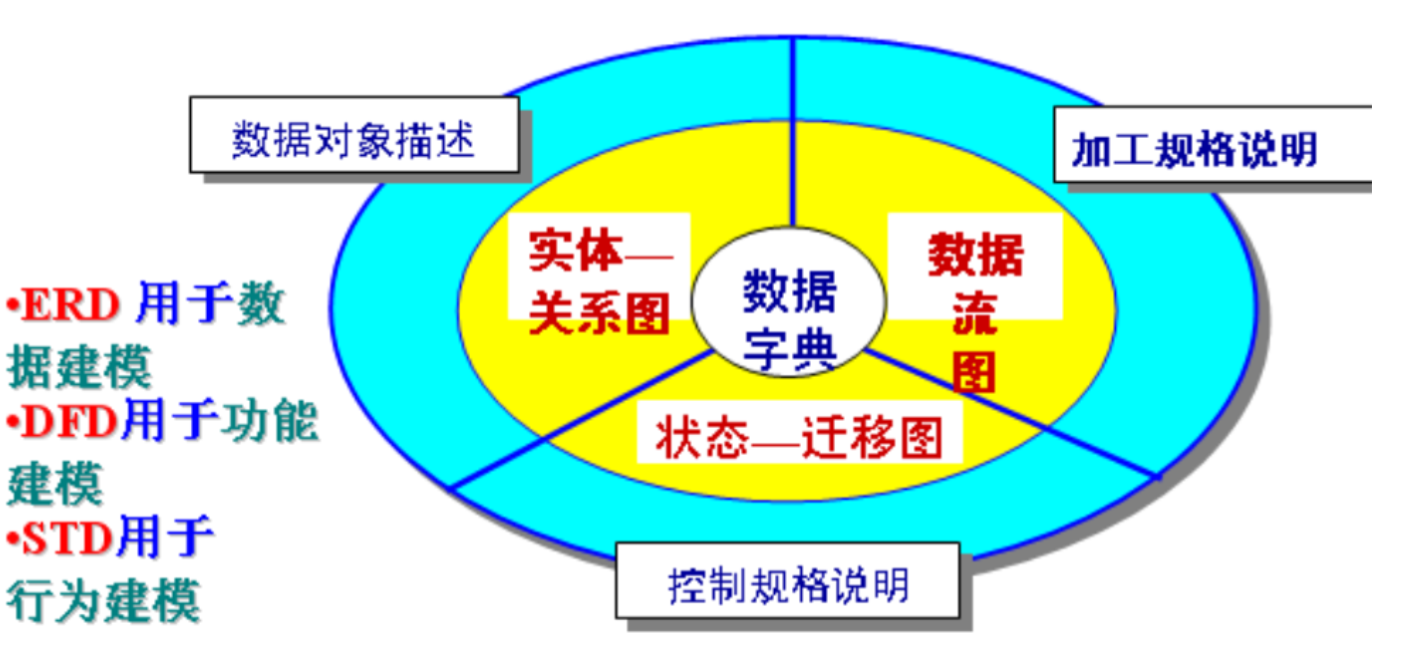 数据对象描述
加工规格说明
实体—
关系图
数据
流
图
数据
字典
状态—迁移图
控制规格说明
•ERD 用于数
据建模
•DFD用于功能
建模
•STD用于
行为建模